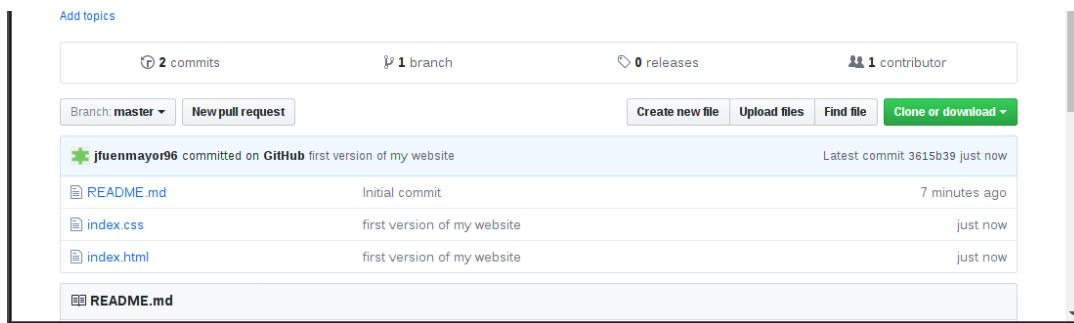 Add topics
2 commits 1 branch 0 releases 1 contributor
Branch: master New pull request Create new file Upload files Find file Clone or download
jfuenmayor96 committed on GitHub first version of my website Latest commit 3615b39 just now
README.md Initial commit 7 minutes ago
index.css first version of my website just now
index.html first version of my website just now
README.md